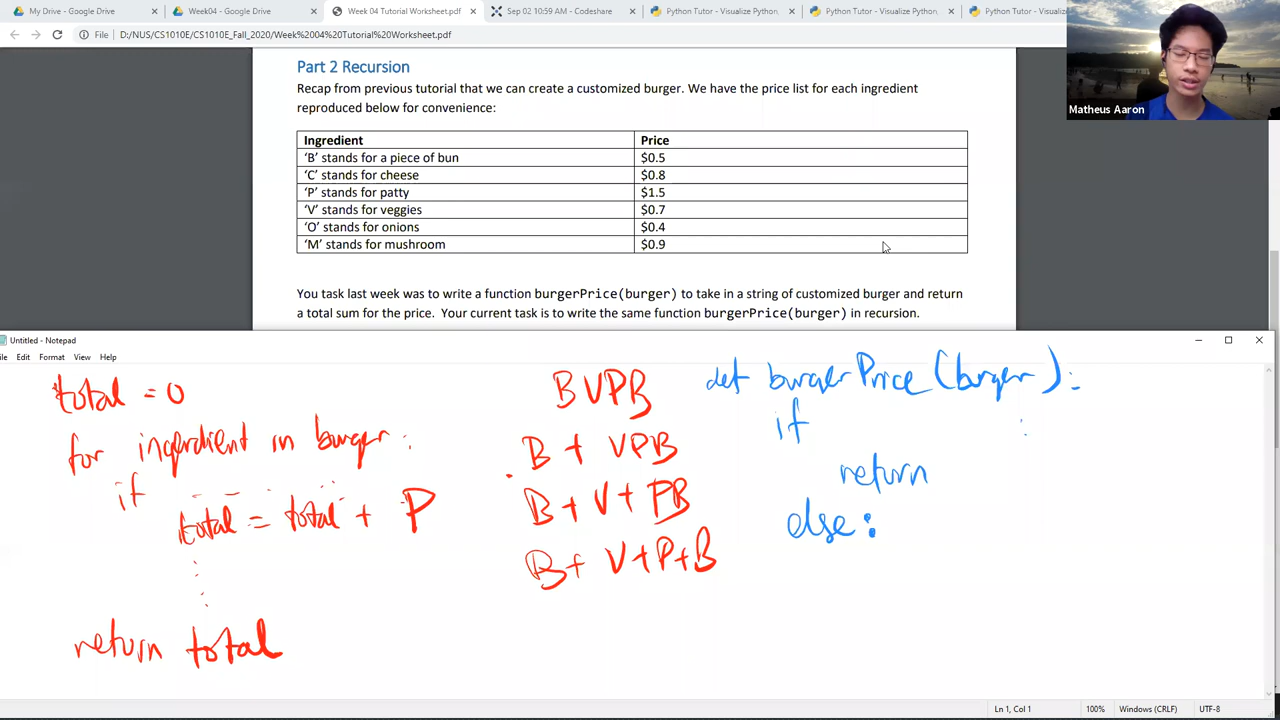 My Drive - Google Drive
Week04 - Google Drive
Week 04 Tutorial Worksheet.pdf
Sep 02 10:59 AM - Codeshare
Python Tutor - Visualize Python,
Python Tutor - Visualize Python,
Python Tutor - Visu
File
D:/NUS/CS1010E/CS1010E_Fall_2020/Week%2004%20Tutorial%20Worksheet.pdf
Matheus Aaron
Part 2 Recursion
Recap from previous tutorial that we can create a customized burger. We have the price list for each ingredient
reproduced below for convenience:
Ingredient Price
‘B’ stands for a piece of bun $0.5
‘C’ stands for cheese $0.8
‘P’ stands for patty $1.5
‘V’ stands for veggies $0.7
‘O’ stands for onions $0.4
‘M’ stands for mushroom $0.9
You task last week was to write a function burgerPrice(burger) to take in a string of customized burger and return
a total sum for the price. Your current task is to write the same function burgerPrice(burger) in recursion.
Untitled - Notepad
ile Edit Format View Help
total = 0
for ingredient in burger:
if
total = total + P
return total
BVPB
B + VPB
B + V + PB
B + V + P + B
def burgerPrice(burger):
if :
return
else:
Ln 1, Col 1
100%
Windows (CRLF)
UTF-8